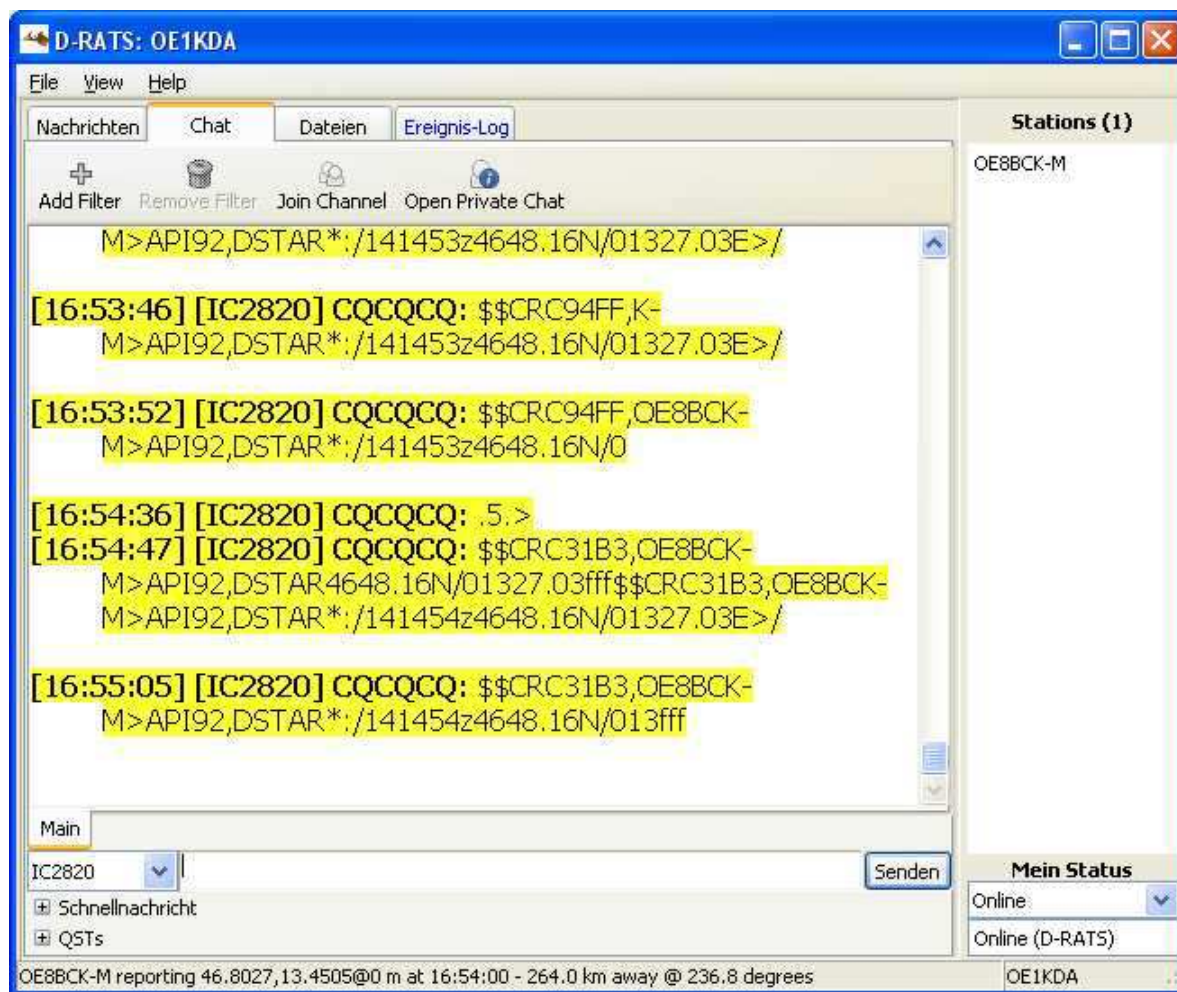 D-RATS: OE1KDA
File View Help
Nachrichten Chat Dateien Ereignis-Log
Add Filter Remove Filter Join Channel Open Private Chat
M>API92,DSTAR*:/141453z4648.16N/01327.03E>/
[16:53:46] [IC2820] CQCQCQ: $$CRC94FF,K-
M>API92,DSTAR*:/141453z4648.16N/01327.03E>/
[16:53:52] [IC2820] CQCQCQ: $$CRC94FF,OE8BCK-
M>API92,DSTAR*:/141453z4648.16N/0
[16:54:36] [IC2820] CQCQCQ: .5.>
[16:54:47] [IC2820] CQCQCQ: $$CRC31B3,OE8BCK-
M>API92,DSTAR4648.16N/01327.03fff$$CRC31B3,OE8BCK-
M>API92,DSTAR*:/141454z4648.16N/01327.03E>/
[16:55:05] [IC2820] CQCQCQ: $$CRC31B3,OE8BCK-
M>API92,DSTAR*:/141454z4648.16N/013fff
Main
IC2820 Senden
Schnellnachricht
QSTs
Stations (1)
OE8BCK-M
Mein Status
Online
Online (D-RATS)
OE8BCK-M reporting 46.8027,13.4505@0 m at 16:54:00 - 264.0 km away @ 236.8 degrees OE1KDA